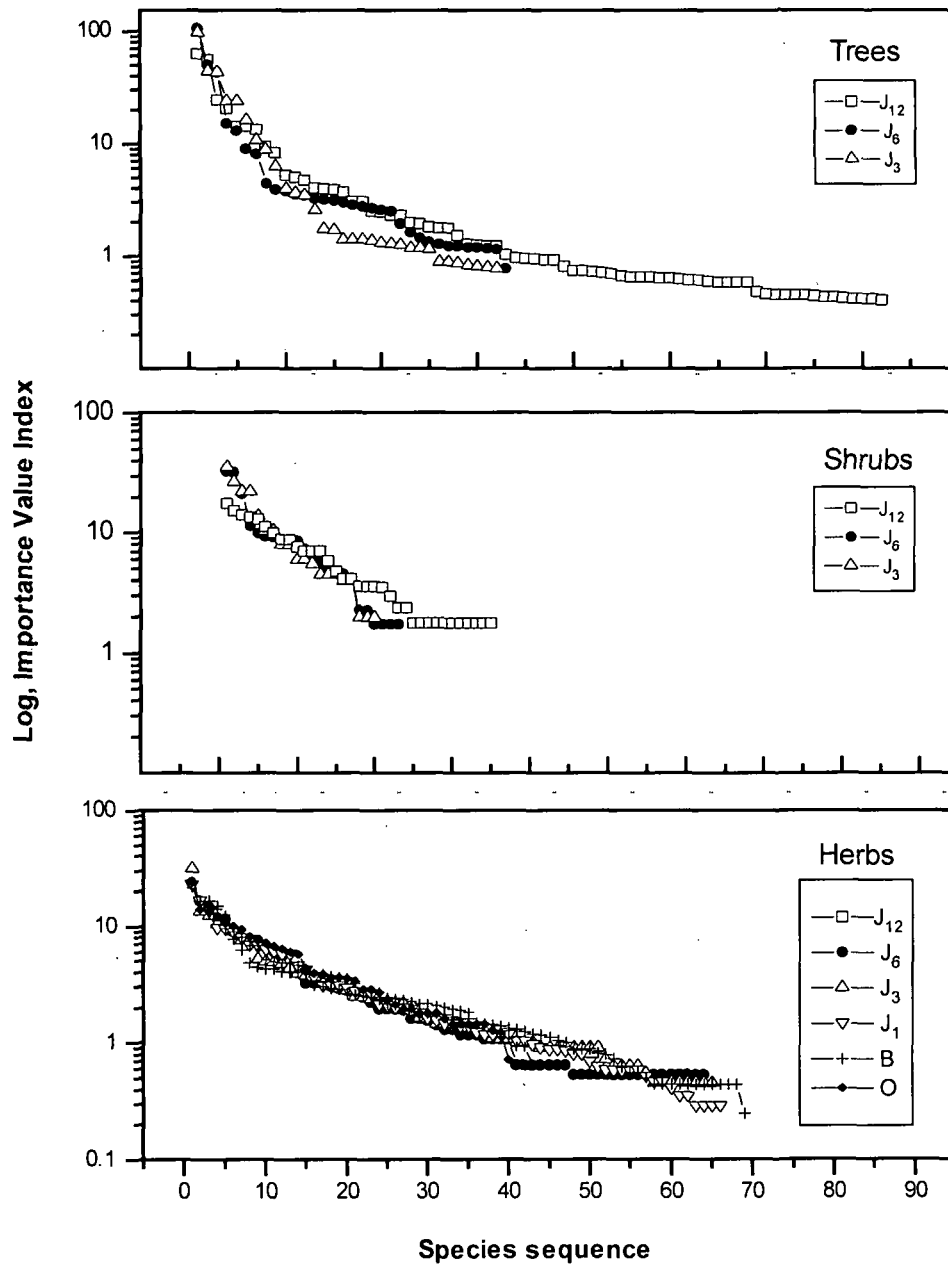 Log, Importance Value Index
100
10
1
Trees
J12
J6
J3
100
10
1
Shrubs
J12
J6
J3
100
10
1
0.1
Herbs
J12
J6
J3
J1
B
O
0 10 20 30 40 50 60 70 80 90
Species sequence